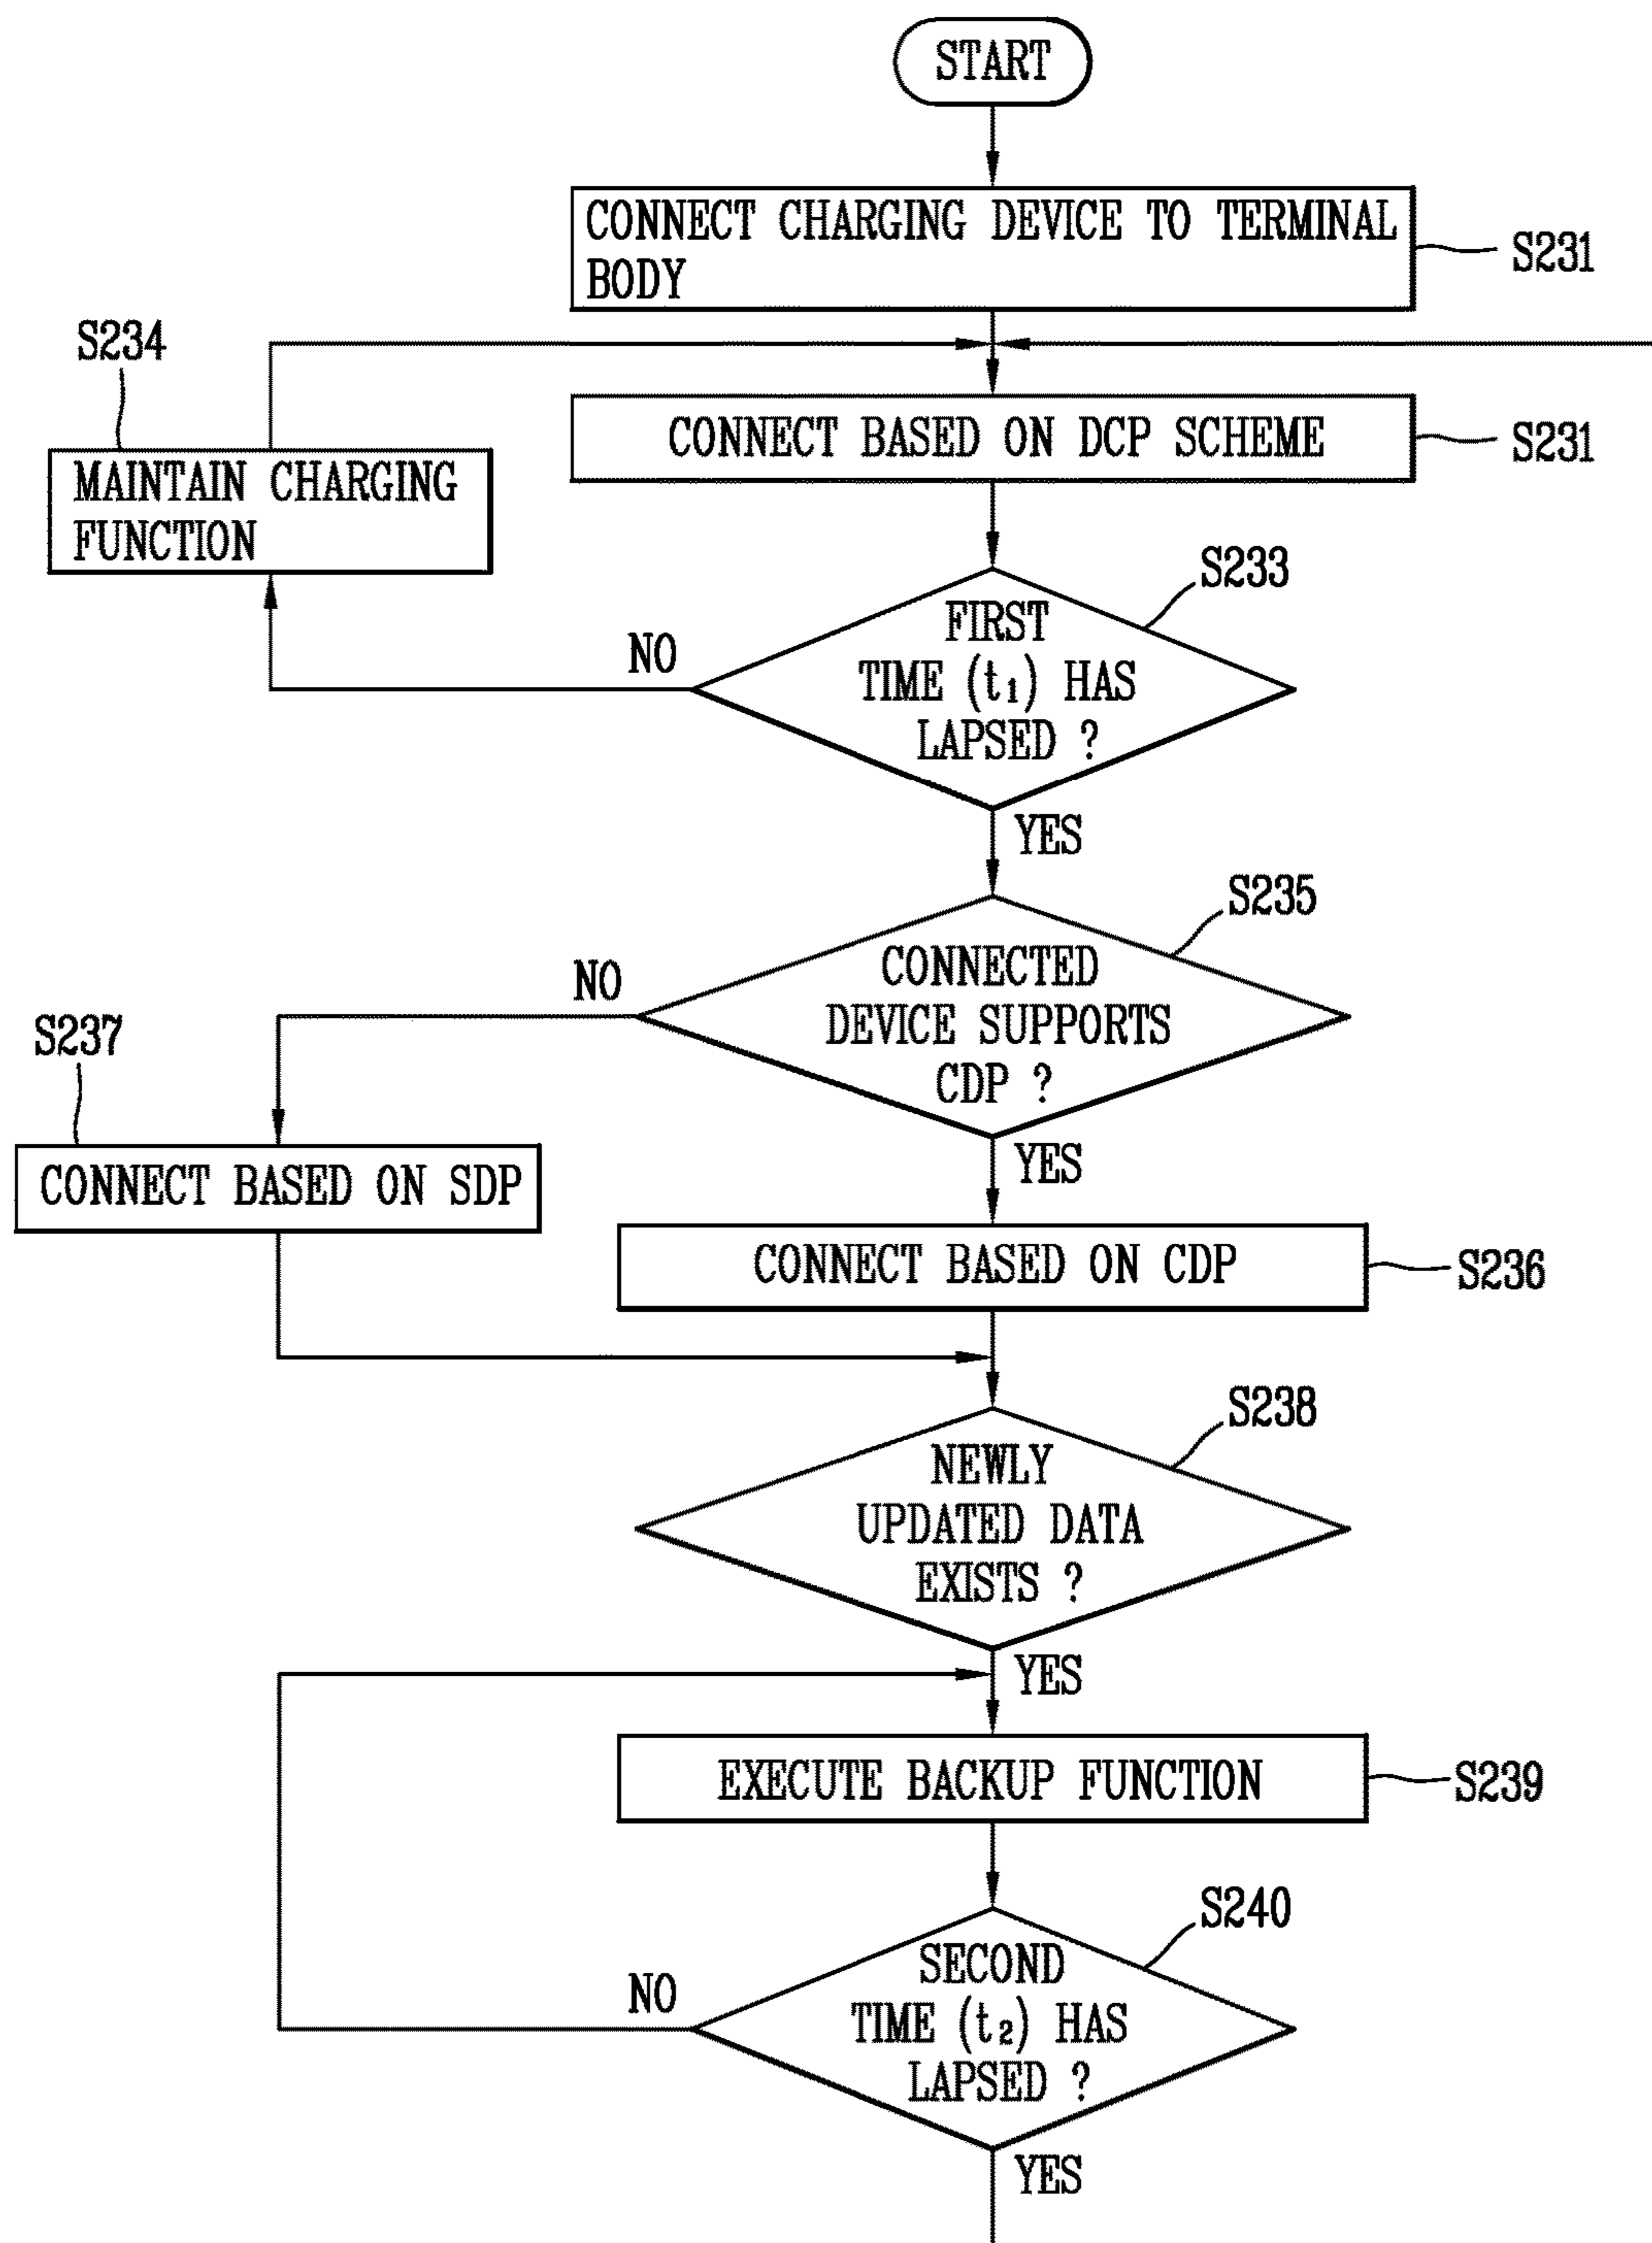 START
CONNECT CHARGING DEVICE TO TERMINAL
BODY
S231
S234
MAINTAIN CHARGING
FUNCTION
CONNECT BASED ON DCP SCHEME
S231
S233
FIRST
TIME (t₁) HAS
LAPSED ?
NO
YES
S235
CONNECTED
DEVICE SUPPORTS
CDP ?
NO
S237
CONNECT BASED ON SDP
YES
CONNECT BASED ON CDP
S236
S238
NEWLY
UPDATED DATA
EXISTS ?
YES
EXECUTE BACKUP FUNCTION
S239
S240
SECOND
TIME (t₂) HAS
LAPSED ?
NO
YES